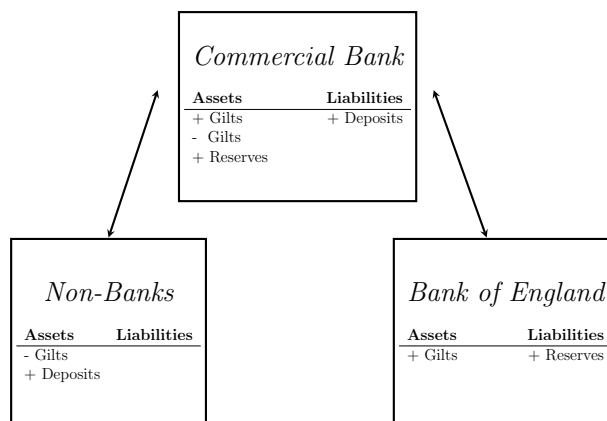 Commercial Bank
Assets Liabilities
+ Gilts + Deposits
- Gilts
+ Reserves
Non-Banks
Assets Liabilities
- Gilts
+ Deposits
Bank of England
Assets Liabilities
+ Gilts + Reserves